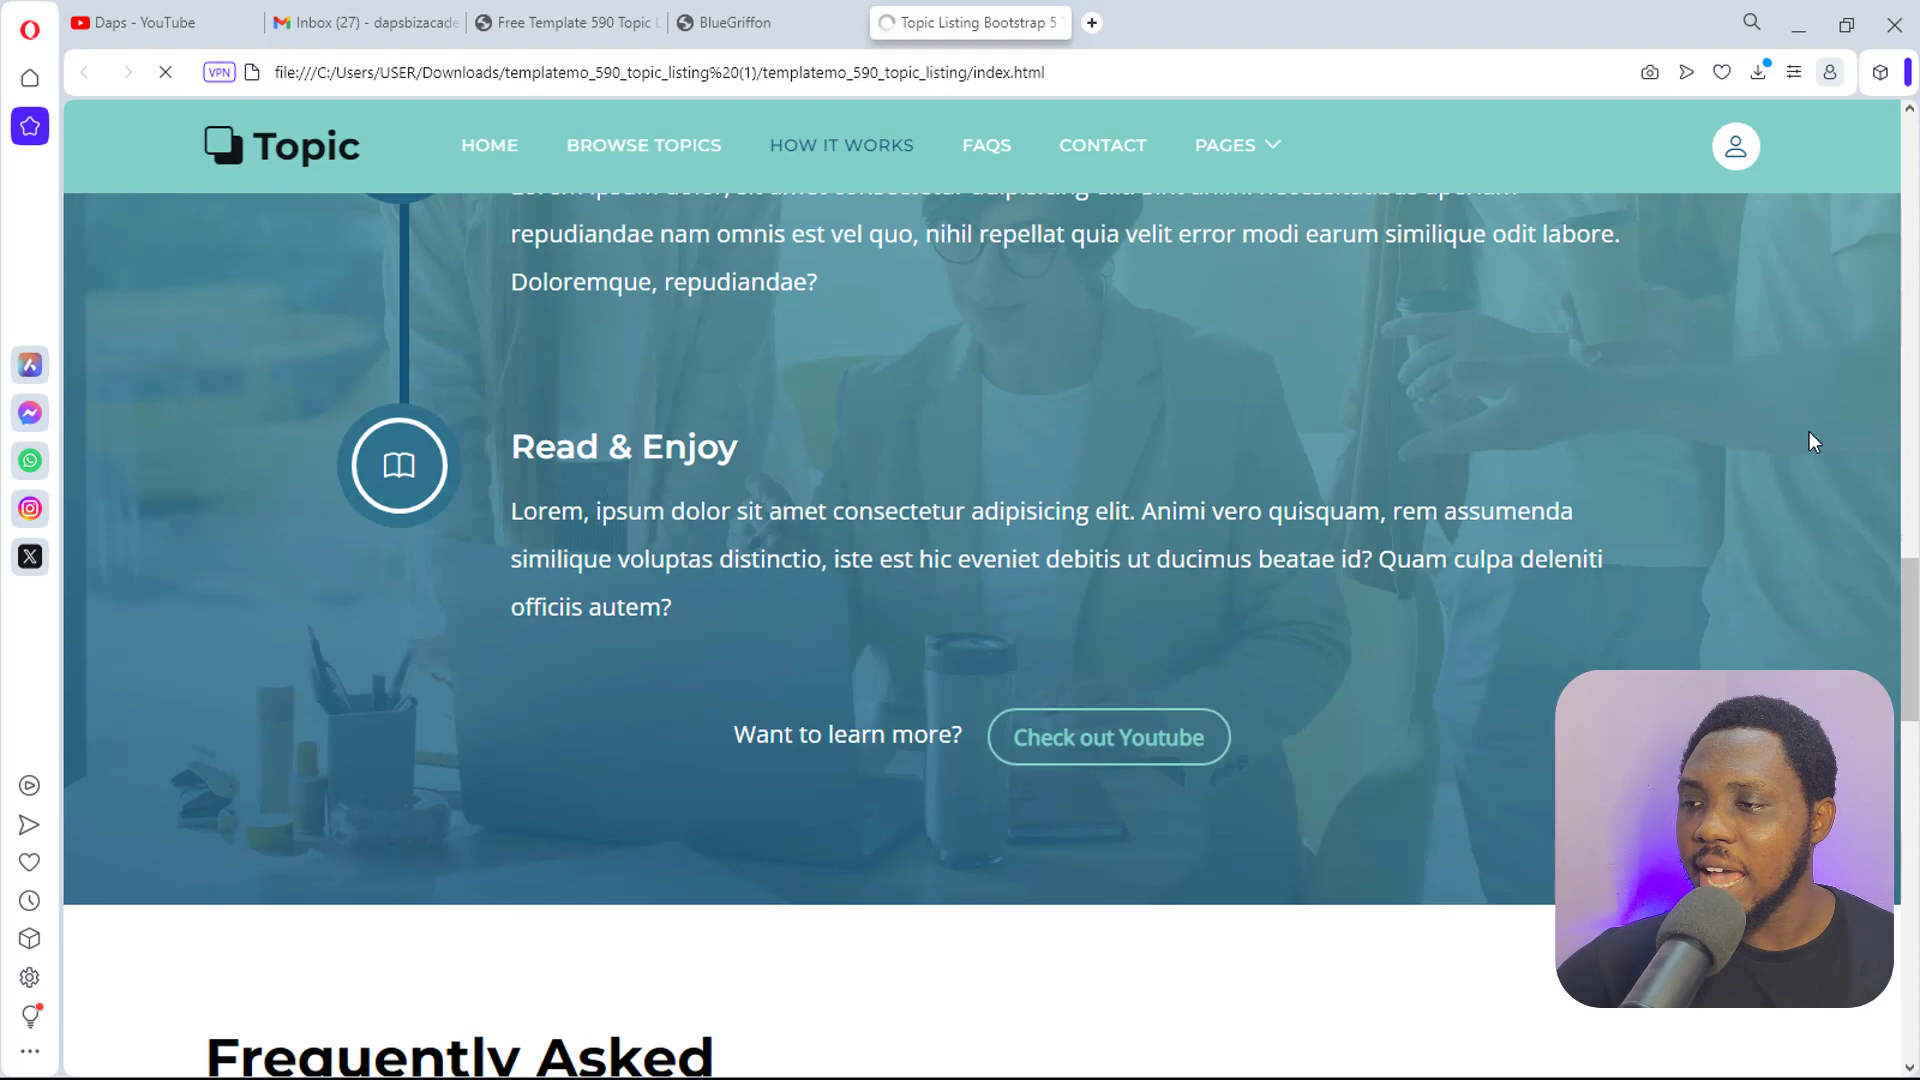 Daps - YouTube
Inbox (27) - dapsbizacade
Free Template 590 Topic L
BlueGriffon
Topic Listing Bootstrap 5 T
VPN
file:///C:/Users/USER/Downloads/templatemo_590_topic_listing%20(1)/templatemo_590_topic_listing/index.html
Topic
HOME
BROWSE TOPICS
HOW IT WORKS
FAQS
CONTACT
PAGES
repudiandae nam omnis est vel quo, nihil repellat quia velit error modi earum similique odit labore.
Doloremque, repudiandae?
Read & Enjoy
Lorem, ipsum dolor sit amet consectetur adipisicing elit. Animi vero quisquam, rem assumenda
similique voluptas distinctio, iste est hic eveniet debitis ut ducimus beatae id? Quam culpa deleniti
officiis autem?
Want to learn more?
Check out Youtube
Frequently Asked